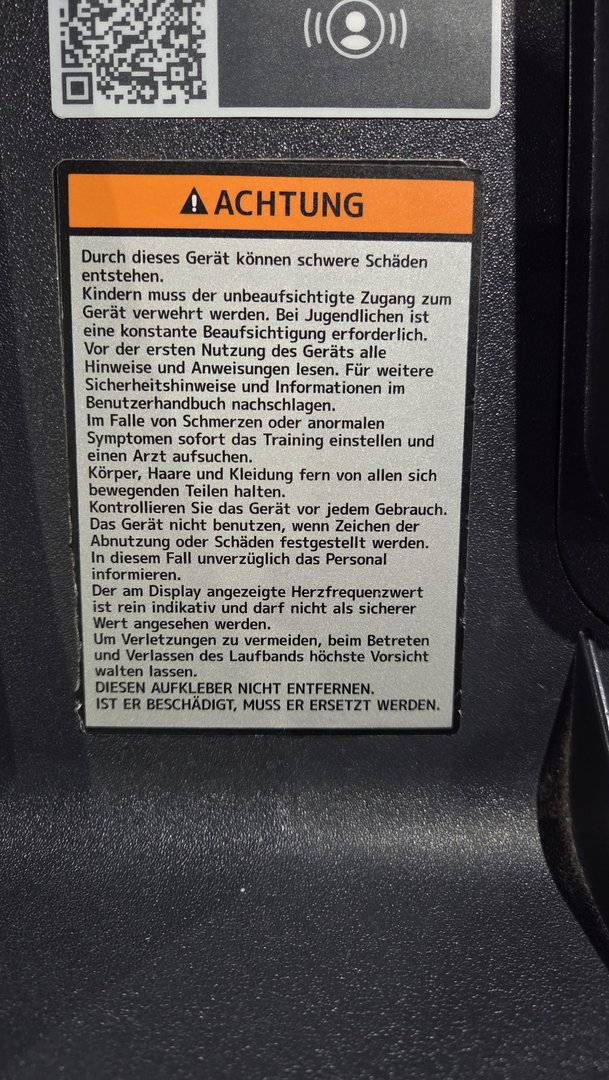 ACHTUNG
Durch dieses Gerät können schwere Schäden
entstehen.
Kindern muss der unbeaufsichtigte Zugang zum
Gerät verwehrt werden. Bei Jugendlichen ist
eine konstante Beaufsichtigung erforderlich.
Vor der ersten Nutzung des Geräts alle
Hinweise und Anweisungen lesen. Für weitere
Sicherheitshinweise und Informationen im
Benutzerhandbuch nachschlagen.
Im Falle von Schmerzen oder anormalen
Symptomen sofort das Training einstellen und
einen Arzt aufsuchen.
Körper, Haare und Kleidung fern von allen sich
bewegenden Teilen halten.
Kontrollieren Sie das Gerät vor jedem Gebrauch.
Das Gerät nicht benutzen, wenn Zeichen der
Abnutzung oder Schäden festgestellt werden.
In diesem Fall unverzüglich das Personal
informieren.
Der am Display angezeigte Herzfrequenzwert
ist rein indikativ und darf nicht als sicherer
Wert angesehen werden.
Um Verletzungen zu vermeiden, beim Betreten
und Verlassen des Laufbands höchste Vorsicht
walten lassen.
DIESEN AUFKLEBER NICHT ENTFERNEN.
IST ER BESCHÄDIGT, MUSS ER ERSETZT WERDEN.